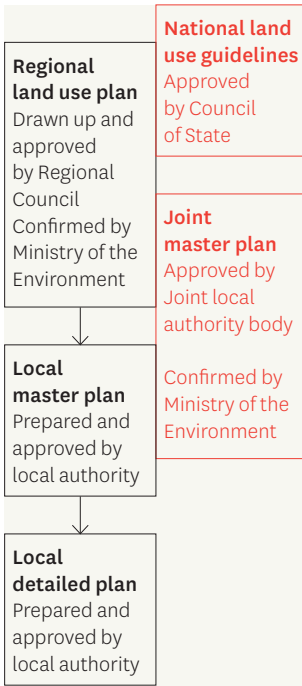 Regional
land use plan
Drawn up and
approved
by Regional
Council
Confirmed by
Ministry of the
Environment
National land
use guidelines
Approved
by Council
of State
Joint
master plan
Approved by
Joint local
authority body
Confirmed by
Ministry of the
Environment
Local
master plan
Prepared and
approved by
local authority
Local
detailed plan
Prepared and
approved by
local authority